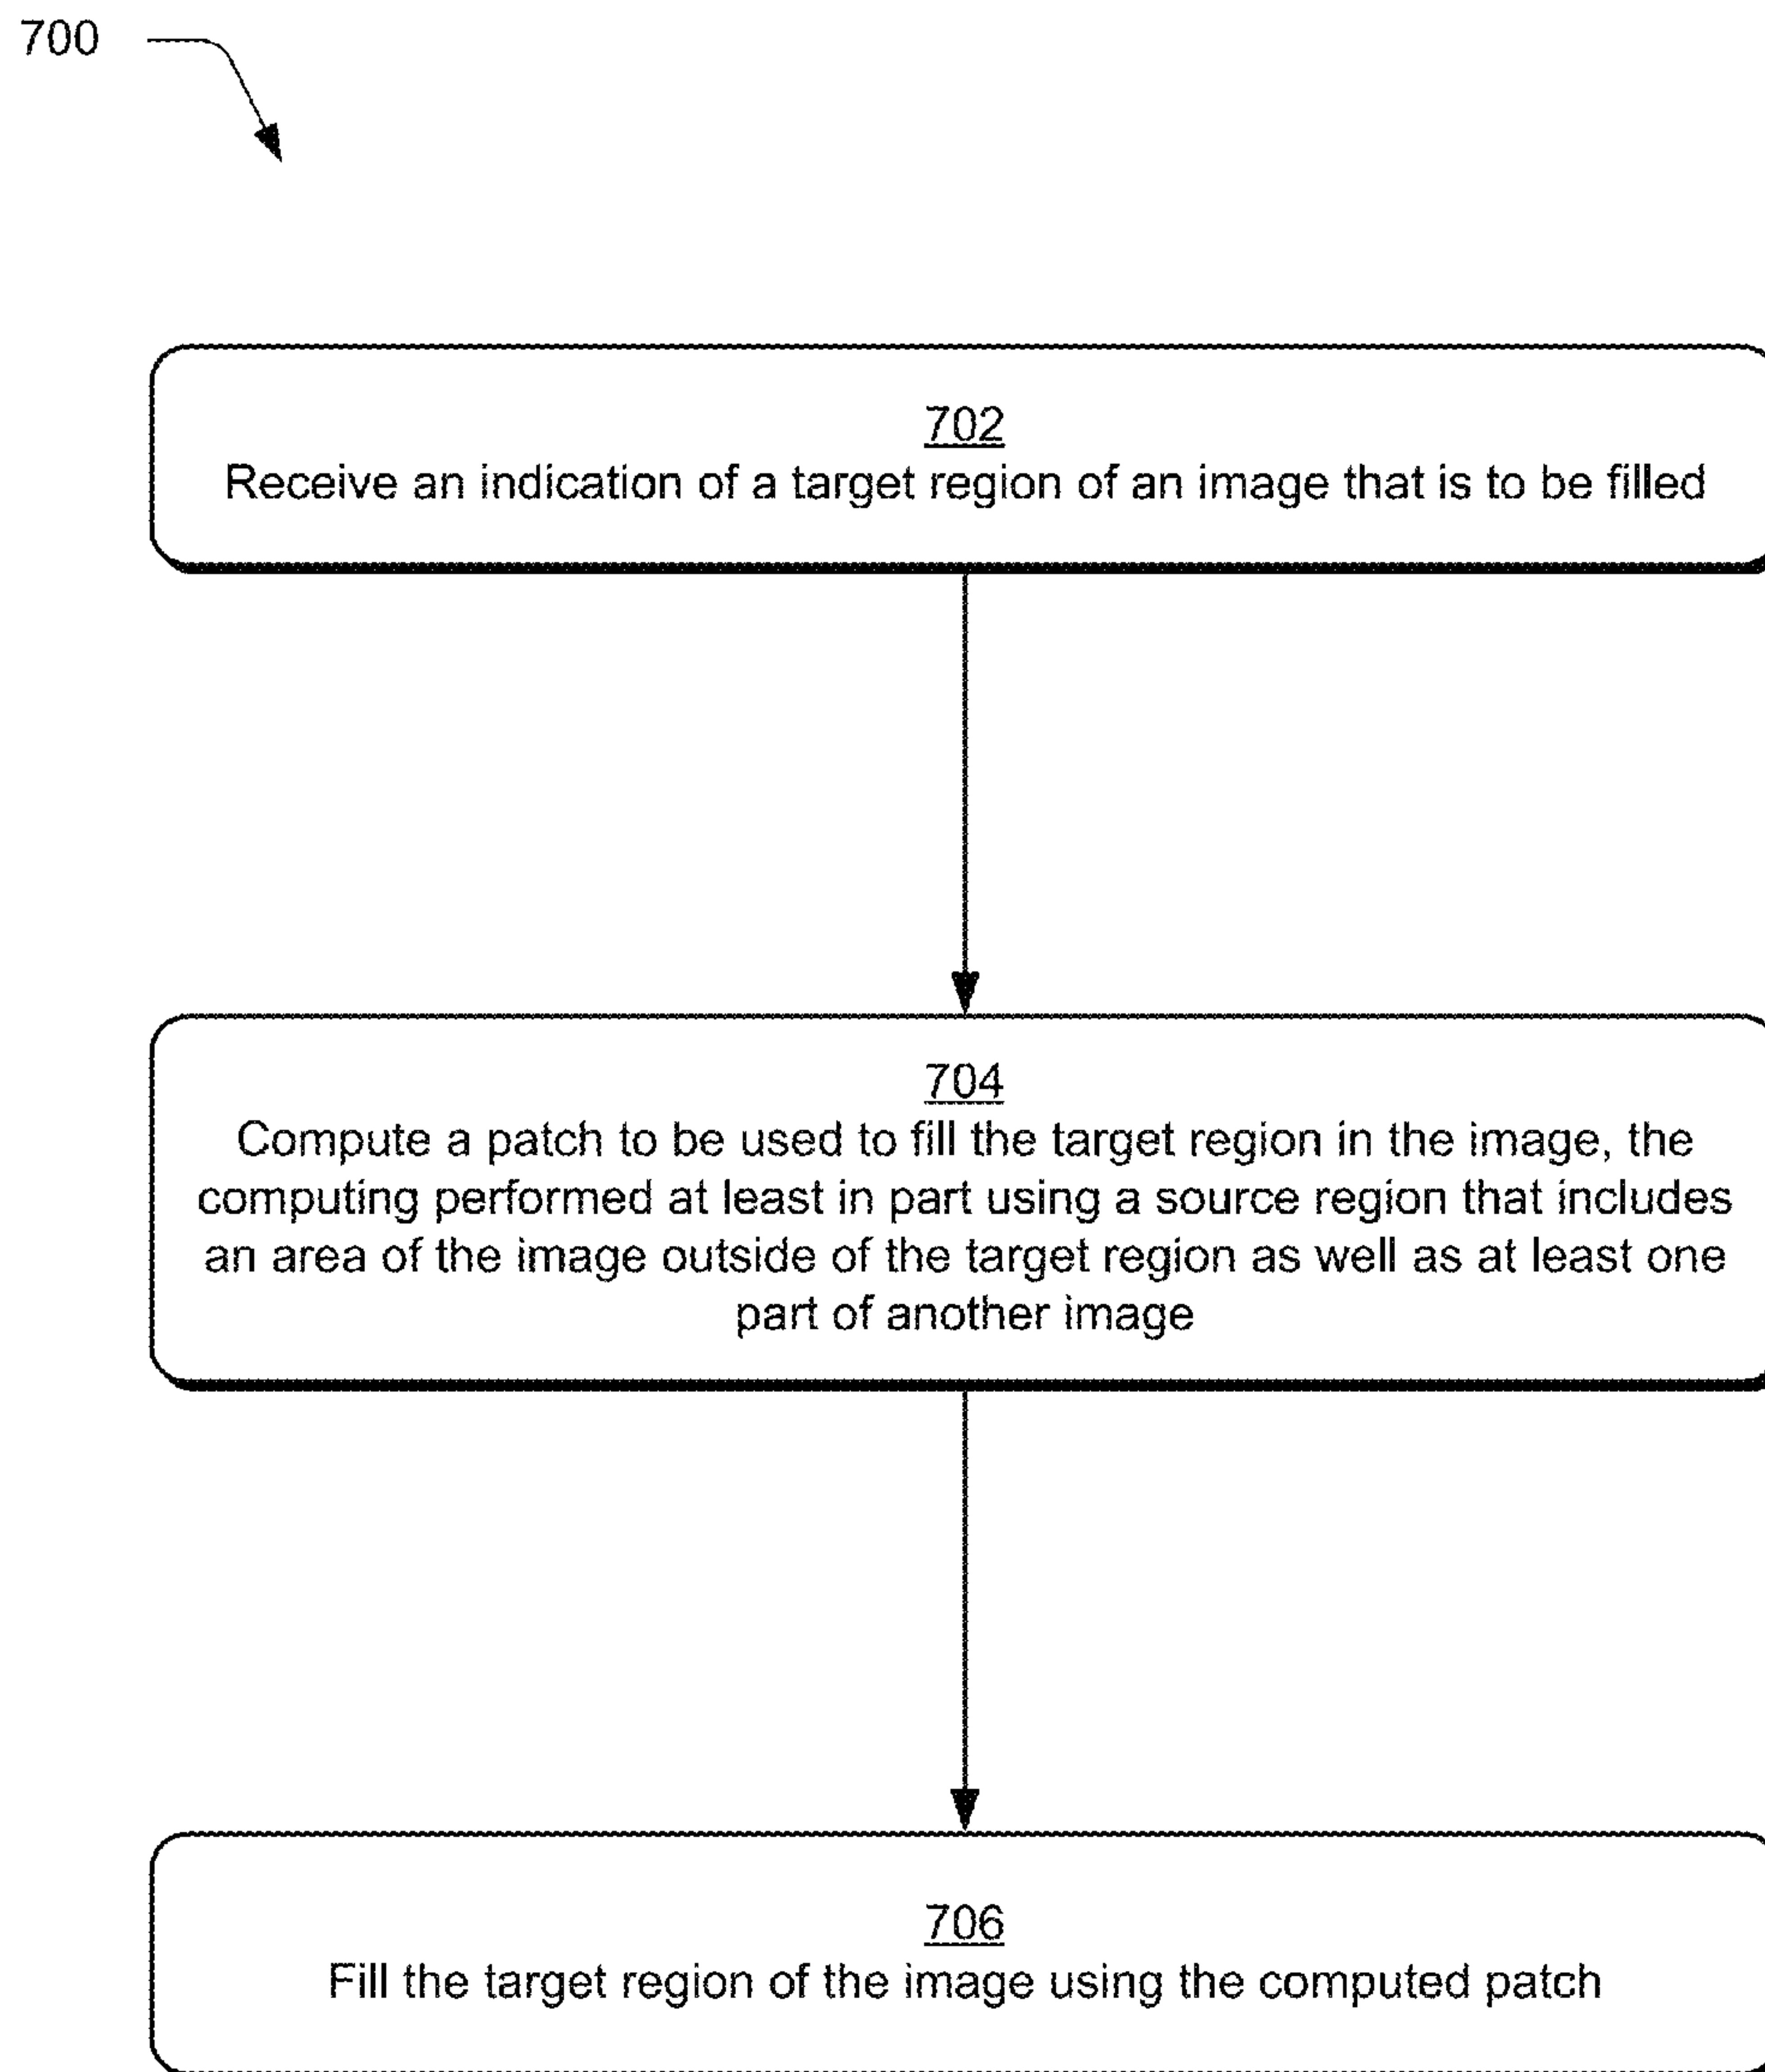 700
702
Receive an indication of a target region of an image that is to be filled
704
Compute a patch to be used to fill the target region in the image, the
computing performed at least in part using a source region that includes
an area of the image outside of the target region as well as at least one
part of another image
706
Fill the target region of the image using the computed patch